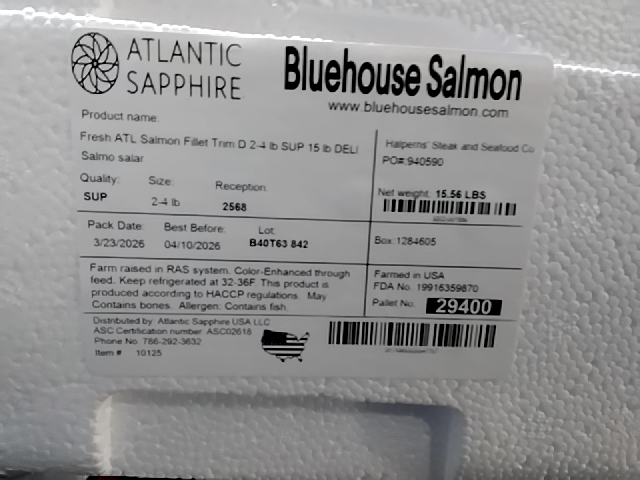 ATLANTIC
SAPPHIRE
Bluehouse Salmon
www.bluehousesalmon.com
Product name:
Fresh ATL Salmon Fillet Trim D 2-4 lb SUP 15 lb DELI
Salmo salar
Halperns' Steak and Seafood Co
PO#:940590
Quality: Size: Reception:
SUP 2-4 lb 2568
Net weight: 15.56 LBS
Pack Date: Best Before: Lot:
3/23/2026 04/10/2026 B40T63 842
Box:1284605
Farm raised in RAS system. Color-Enhanced through
feed. Keep refrigerated at 32-36F. This product is
produced according to HACCP regulations. May
Contains bones. Allergen: Contains fish.
Farmed in USA
FDA No. 19916359870
Pallet No. 29400
Distributed by: Atlantic Sapphire USA LLC
ASC Certification number: ASC02618
Phone No: 786-292-3632
Item # 10125